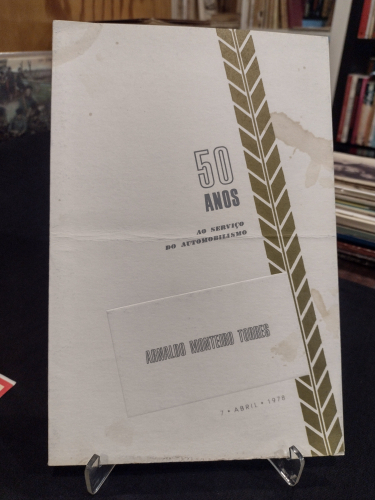 50
ANOS
AO SERVIÇO
DO AUTOMOBILISMO
ARNALDO MONTEIRO TORRES
7 • ABRIL • 1978